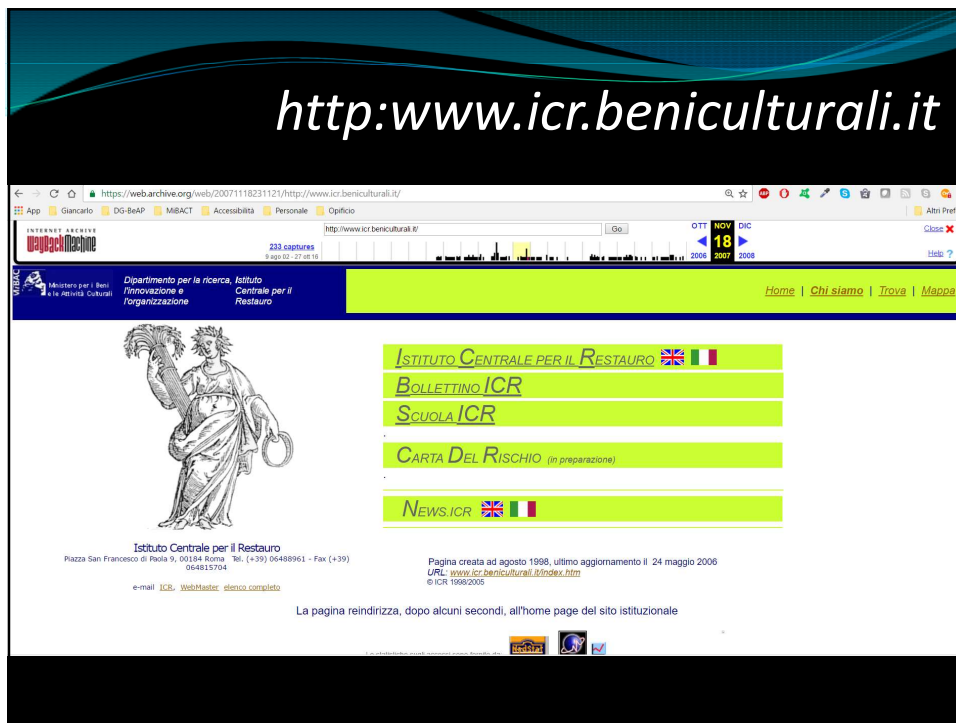 http:www.icr.beniculturali.it
https://web.archive.org/web/20071118231121/http://www.icr.beniculturali.it/
App Giancarlo DG-BeAP MiBACT Accessibilità Personale Opificio Altri Pref
INTERNET ARCHIVE
WayBackMachine
http://www.icr.beniculturali.it/ Go
233 captures
9 ago 02 - 27 ott 16
OTT NOV DIC
18
2006 2007 2008
Close
Help ?
Ministero per i Beni
e le Attività Culturali
Dipartimento per la ricerca,
l'innovazione e
l'organizzazione
Istituto
Centrale per il
Restauro
Home | Chi siamo | Trova | Mappa
ISTITUTO CENTRALE PER IL RESTAURO
BOLLETTINO ICR
SCUOLA ICR
.
CARTA DEL RISCHIO (in preparazione)
.
NEWS.ICR
Istituto Centrale per il Restauro
Piazza San Francesco di Paola 9, 00184 Roma Tel. (+39) 06488961 - Fax (+39)
064815704
e-mail ICR, WebMaster elenco completo
Pagina creata ad agosto 1998, ultimo aggiornamento il 24 maggio 2006
URL: www.icr.beniculturali.it/index.htm
© ICR 1998/2005
La pagina reindirizza, dopo alcuni secondi, all'home page del sito istituzionale
NedStat